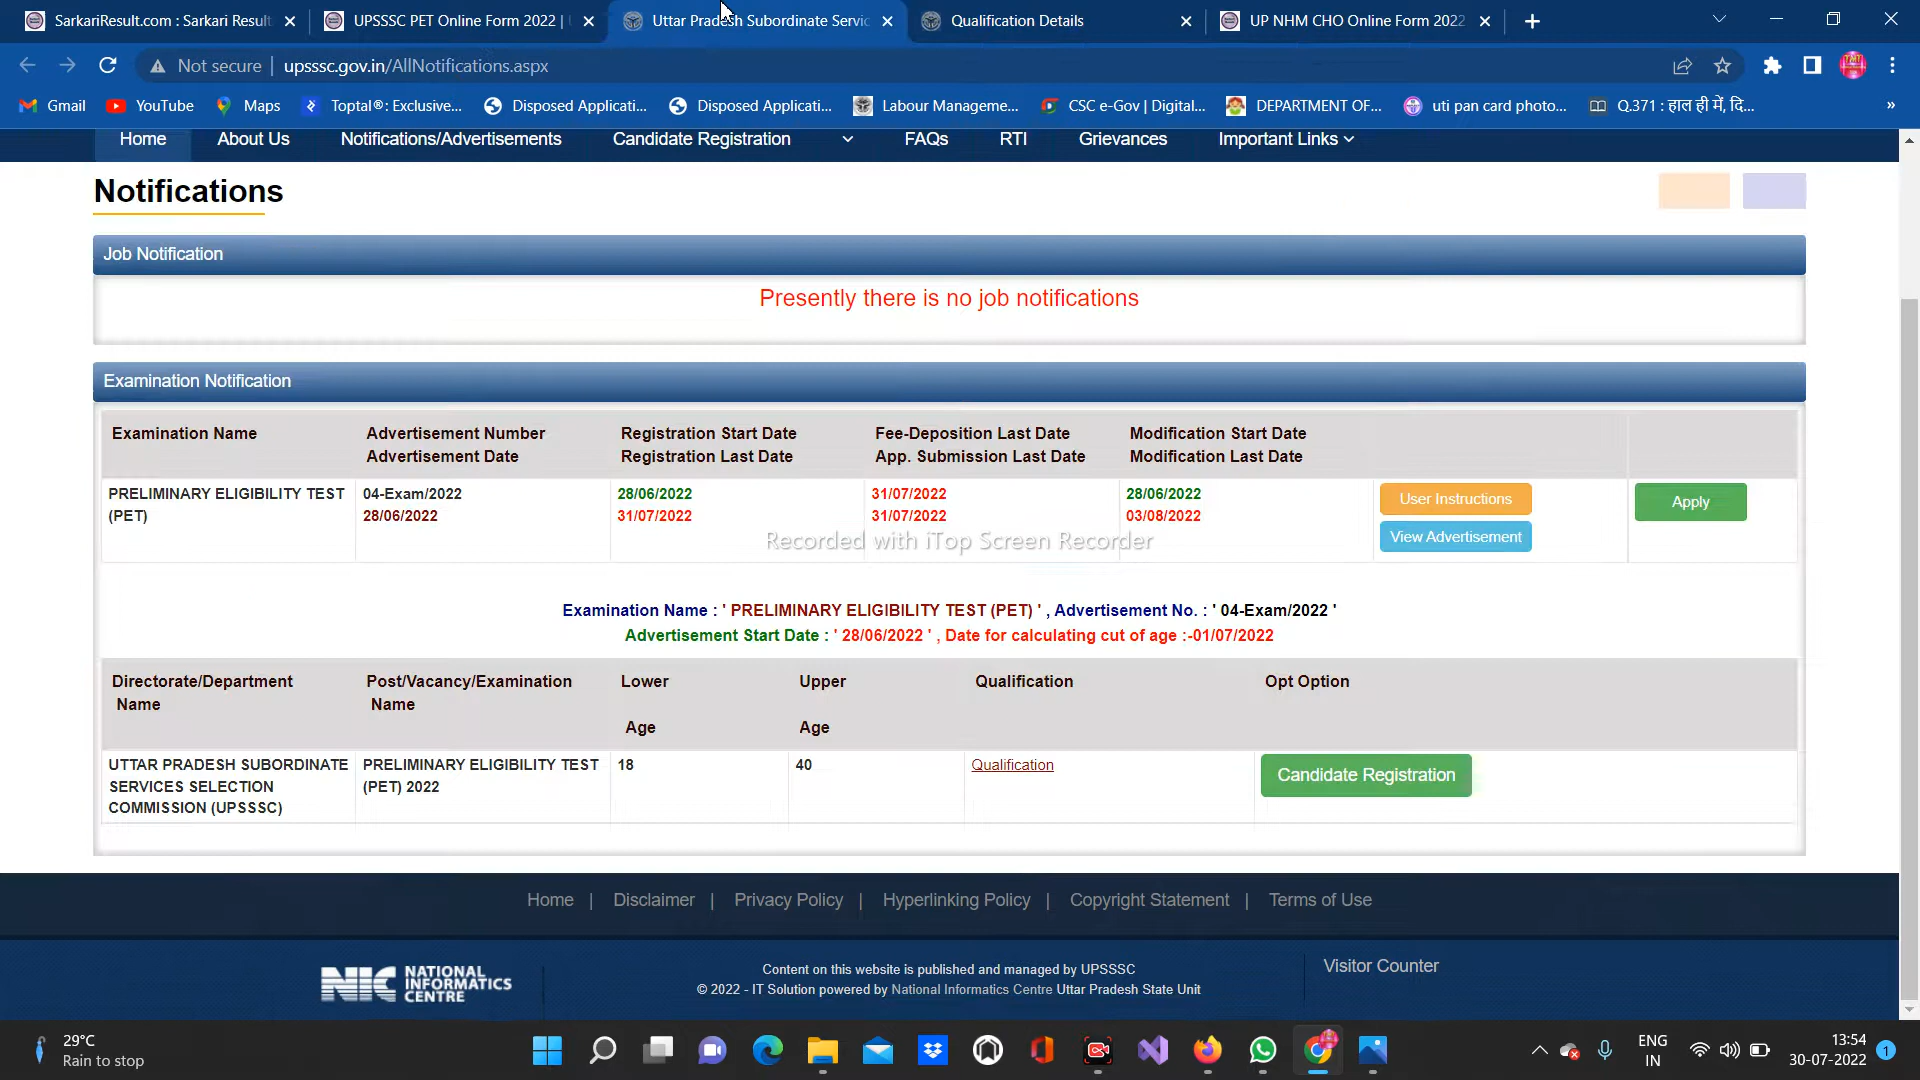 SarkariResult.com : Sarkari Result
UPSSSC PET Online Form 2022 |
Uttar Pradesh Subordinate Servic
Qualification Details
UP NHM CHO Online Form 2022
Not secure | upsssc.gov.in/AllNotifications.aspx
Gmail
YouTube
Maps
Toptal®: Exclusive...
Disposed Applicati...
Disposed Applicati...
Labour Manageme...
CSC e-Gov | Digital...
DEPARTMENT OF...
uti pan card photo...
Q.371 : हाल ही में, दि...
»
Home
About Us
Notifications/Advertisements
Candidate Registration
FAQs
RTI
Grievances
Important Links
Notifications
Job Notification
Presently there is no job notifications
Examination Notification
Examination Name
Advertisement Number
Advertisement Date
Registration Start Date
Registration Last Date
Fee-Deposition Last Date
App. Submission Last Date
Modification Start Date
Modification Last Date
PRELIMINARY ELIGIBILITY TEST
(PET)
04-Exam/2022
28/06/2022
28/06/2022
31/07/2022
31/07/2022
31/07/2022
28/06/2022
03/08/2022
User Instructions
View Advertisement
Apply
Recorded with iTop Screen Recorder
Examination Name : ' PRELIMINARY ELIGIBILITY TEST (PET) ' , Advertisement No. : ' 04-Exam/2022 '
Advertisement Start Date : ' 28/06/2022 ' , Date for calculating cut of age :-01/07/2022
Directorate/Department
Name
Post/Vacancy/Examination
Name
Lower
Age
Upper
Age
Qualification
Opt Option
UTTAR PRADESH SUBORDINATE
SERVICES SELECTION
COMMISSION (UPSSSC)
PRELIMINARY ELIGIBILITY TEST
(PET) 2022
18
40
Qualification
Candidate Registration
Home | Disclaimer | Privacy Policy | Hyperlinking Policy | Copyright Statement | Terms of Use
NIC NATIONAL
INFORMATICS
CENTRE
Content on this website is published and managed by UPSSSC
© 2022 - IT Solution powered by National Informatics Centre Uttar Pradesh State Unit
Visitor Counter
29°C
Rain to stop
ENG
IN
13:54
30-07-2022
1